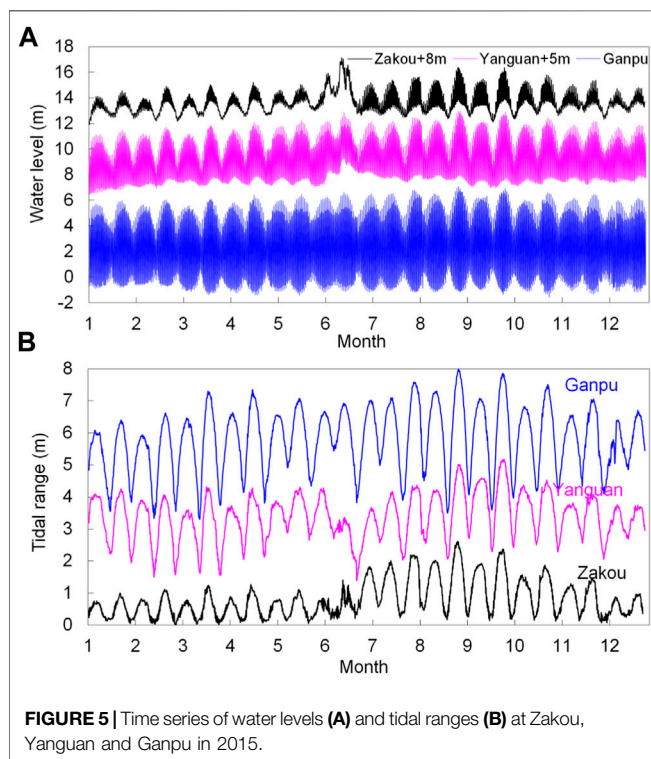 A
Zakou+8m Yanguan+5m Ganpu
18
16
14
12
10
8
6
4
2
0
-2
Water level (m)
1 2 3 4 5 6 7 8 9 10 11 12
Month
B
8
7
6
5
4
3
2
1
0
Tidal range (m)
Ganpu
Yanguan
Zakou
1 2 3 4 5 6 7 8 9 10 11 12
Month
FIGURE 5 | Time series of water levels (A) and tidal ranges (B) at Zakou,
Yanguan and Ganpu in 2015.